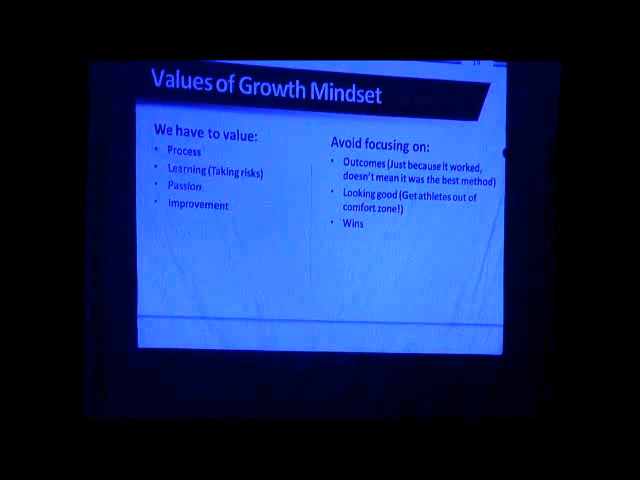 Values of Growth Mindset
We have to value:
• Process
• Learning (Taking risks)
• Passion
• Improvement
Avoid focusing on:
• Outcomes (Just because it worked,
doesn't mean it was the best method)
• Looking good (Get athletes out of
comfort zone!)
• Wins